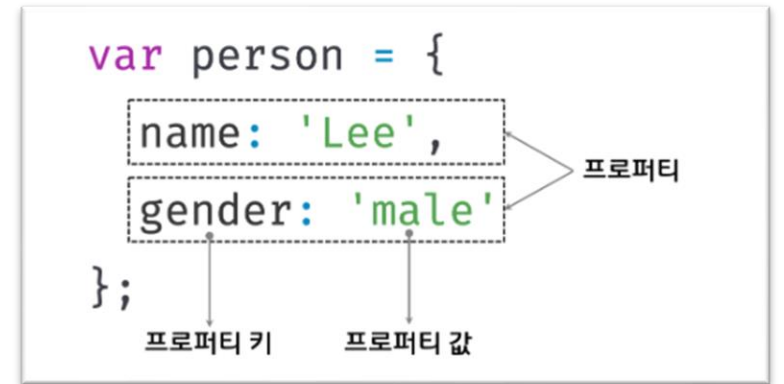 var person = {
name: 'Lee',
프로퍼티
gender: 'male'
};
프로퍼티 키 프로퍼티 값